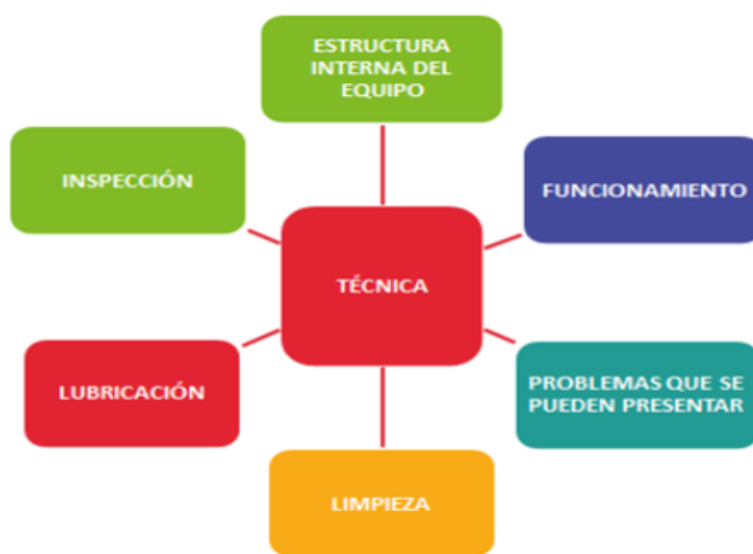 ESTRUCTURA
INTERNA DEL
EQUIPO
INSPECCIÓN
FUNCIONAMIENTO
TÉCNICA
LUBRICACIÓN
PROBLEMAS QUE SE
PUEDEN PRESENTAR
LIMPIEZA